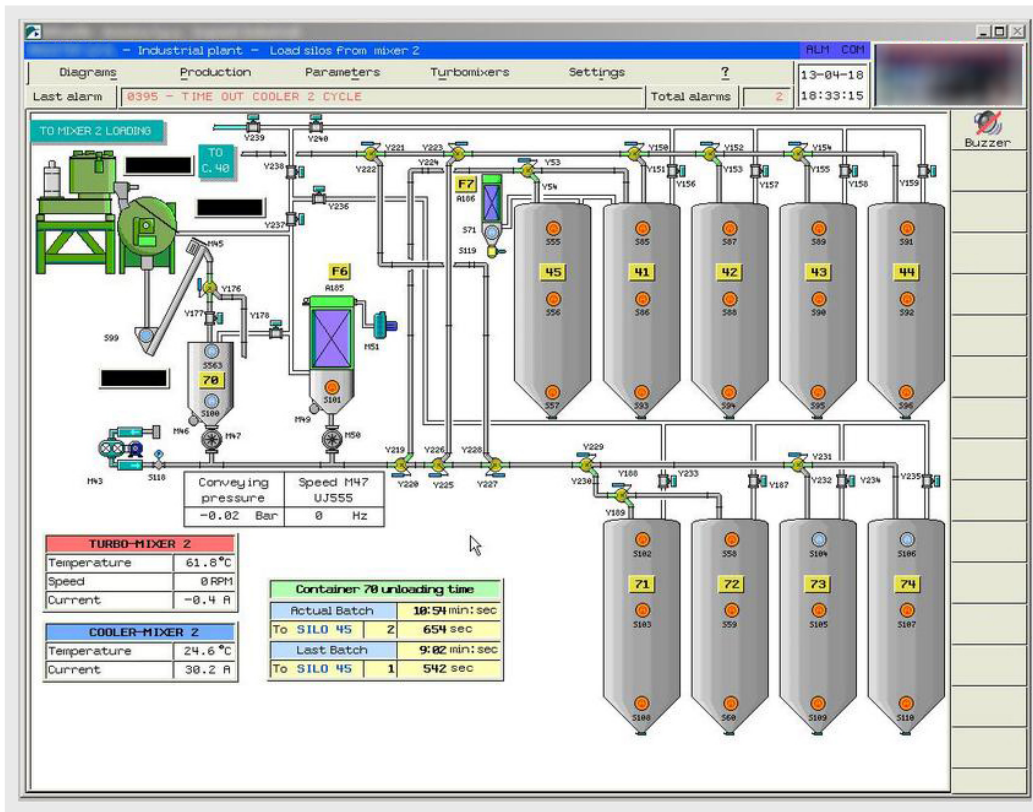 – Industrial plant – Load silos from mixer 2
ALM COM
Diagrams Production Parameters Turbomixers Settings ?
13-04-18
Last alarm 0395 - TIME OUT COOLER 2 CYCLE Total alarms 2 18:33:15
Buzzer
TO MIXER 2 LOADING
TO
C.40
Y239 Y240
Y238
Y237
Y236
Y221 Y223
Y222 Y224
Y53
Y54
Y150 Y152 Y154
Y151 Y156 Y153 Y157 Y155 Y158 Y159
F7
A186
S71
S119
M45
Y176
Y177
Y178
S99
F6
A185
M51
S563
70
S100
M46 M47
S101
M49
M50
M43
S118
S55 S85 S87 S89 S91
45 41 42 43 44
S56 S86 S88 S90 S92
S57 S93 S94 S95 S96
Y219 Y226 Y228
Y220 Y225 Y227
Y229
Y230
Y188
Y189
Y233
Y187
Y231
Y232 Y234 Y235
Conveying
pressure
-0.02 Bar
Speed M47
UJ555
0 Hz
S102 S58 S104 S106
71 72 73 74
S103 S59 S105 S107
S108 S60 S109 S110
TURBO-MIXER 2
Temperature 61.8°C
Speed 0 RPM
Current -0.4 A
COOLER-MIXER 2
Temperature 24.6°C
Current 30.2 A
Container 70 unloading time
Actual Batch 10:54 min:sec
To SILO 45 2 654 sec
Last Batch 9:02 min:sec
To SILO 45 1 542 sec